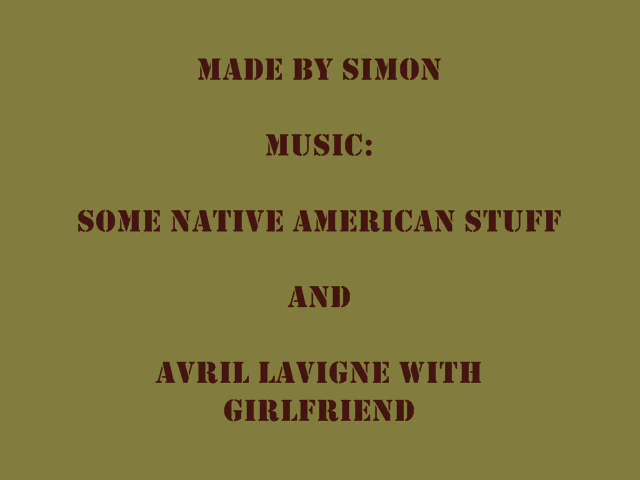 MADE BY SIMON
MUSIC:
SOME NATIVE AMERICAN STUFF
AND
AVRIL LAVIGNE WITH
GIRLFRIEND